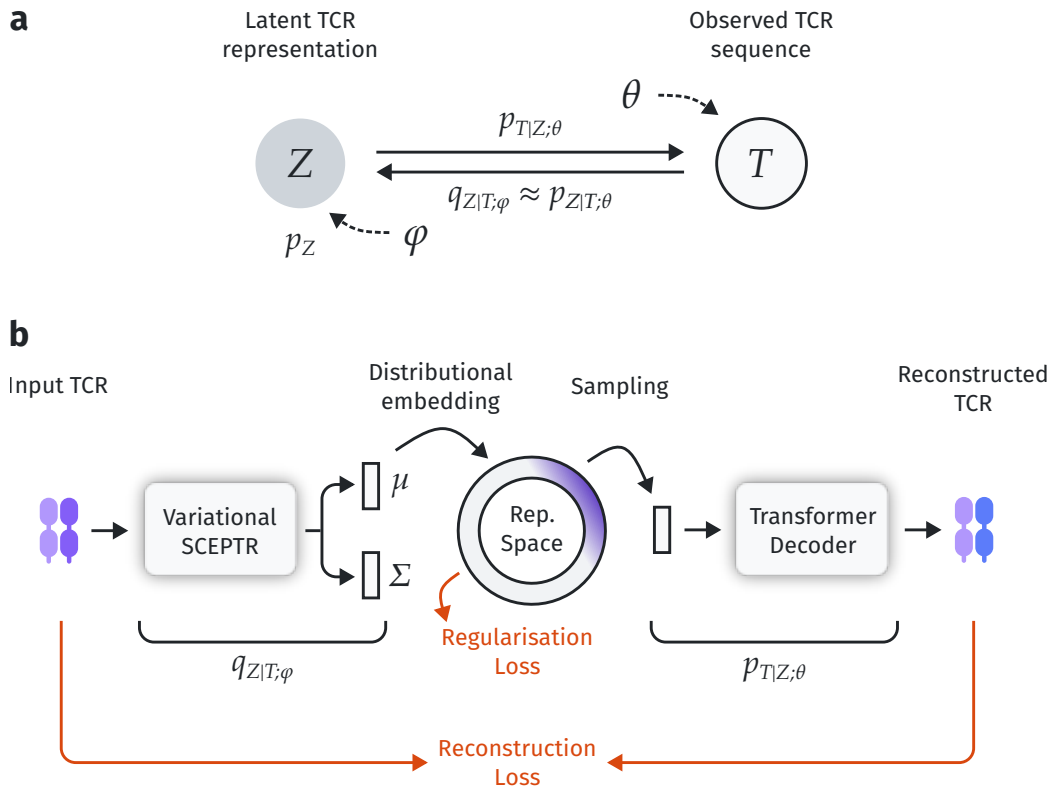 a
Latent TCR
representation
Observed TCR
sequence
θ
p_{T|Z;θ}
Z
T
q_{Z|T;φ} ≈ p_{Z|T;θ}
φ
p_Z
b
Input TCR
Distributional
embedding
Sampling
Reconstructed
TCR
μ
Variational
SCEPTR
Rep.
Space
Transformer
Decoder
Σ
Regularisation
Loss
q_{Z|T;φ}
p_{T|Z;θ}
Reconstruction
Loss